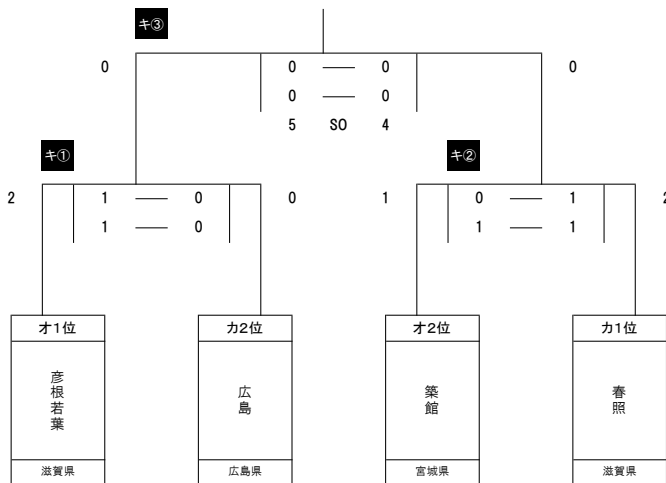 キ③
0 0 0 0
0 0
5 SO 4
キ① キ②
2 1 0 0 1 0 1 2
1 0 1 1
オ1位 カ2位 オ2位 カ1位
彦根若葉 広島 築館 春照
滋賀県 広島県 宮城県 滋賀県